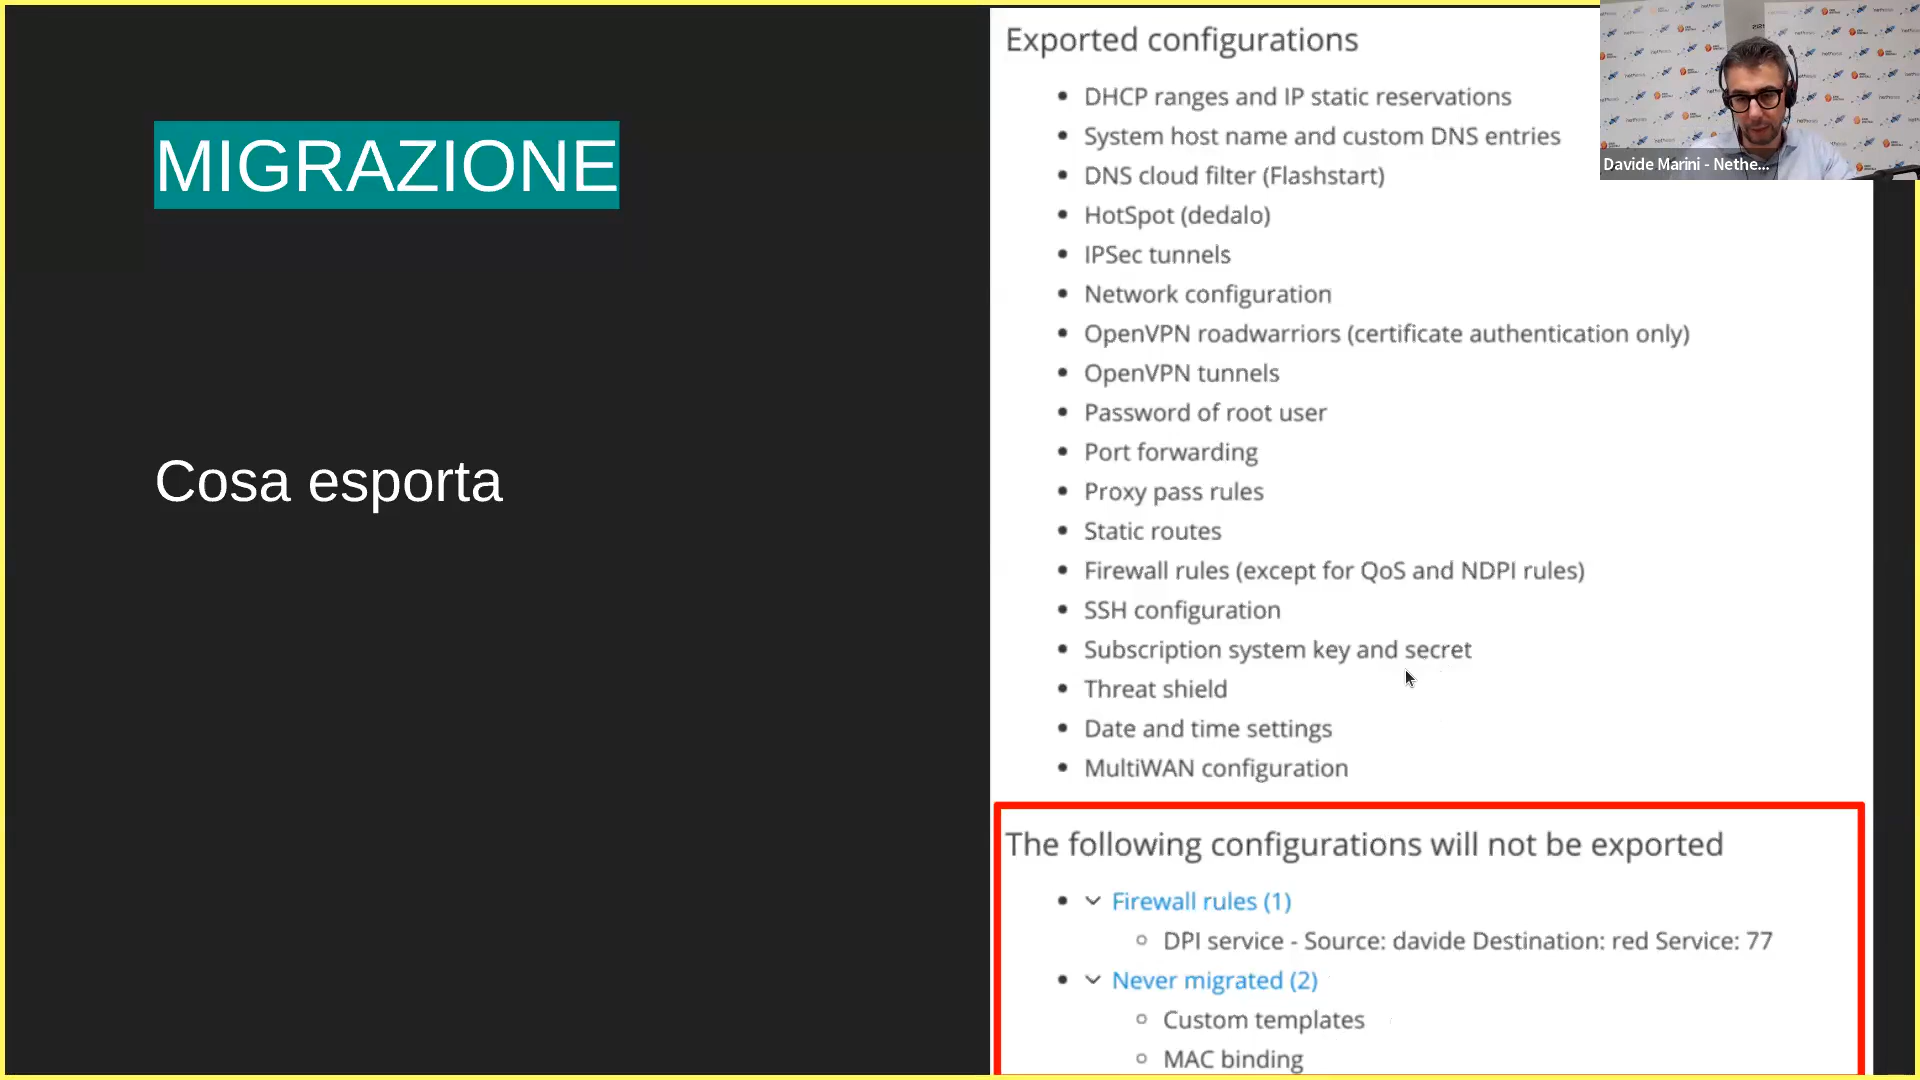 MIGRAZIONE
Cosa esporta
Exported configurations
DHCP ranges and IP static reservations
System host name and custom DNS entries
DNS cloud filter (Flashstart)
HotSpot (dedalo)
IPSec tunnels
Network configuration
OpenVPN roadwarriors (certificate authentication only)
OpenVPN tunnels
Password of root user
Port forwarding
Proxy pass rules
Static routes
Firewall rules (except for QoS and NDPI rules)
SSH configuration
Subscription system key and secret
Threat shield
Date and time settings
MultiWAN configuration
The following configurations will not be exported
Firewall rules (1)
DPI service - Source: davide Destination: red Service: 77
Never migrated (2)
Custom templates
MAC binding
Davide Marini - Nethe...